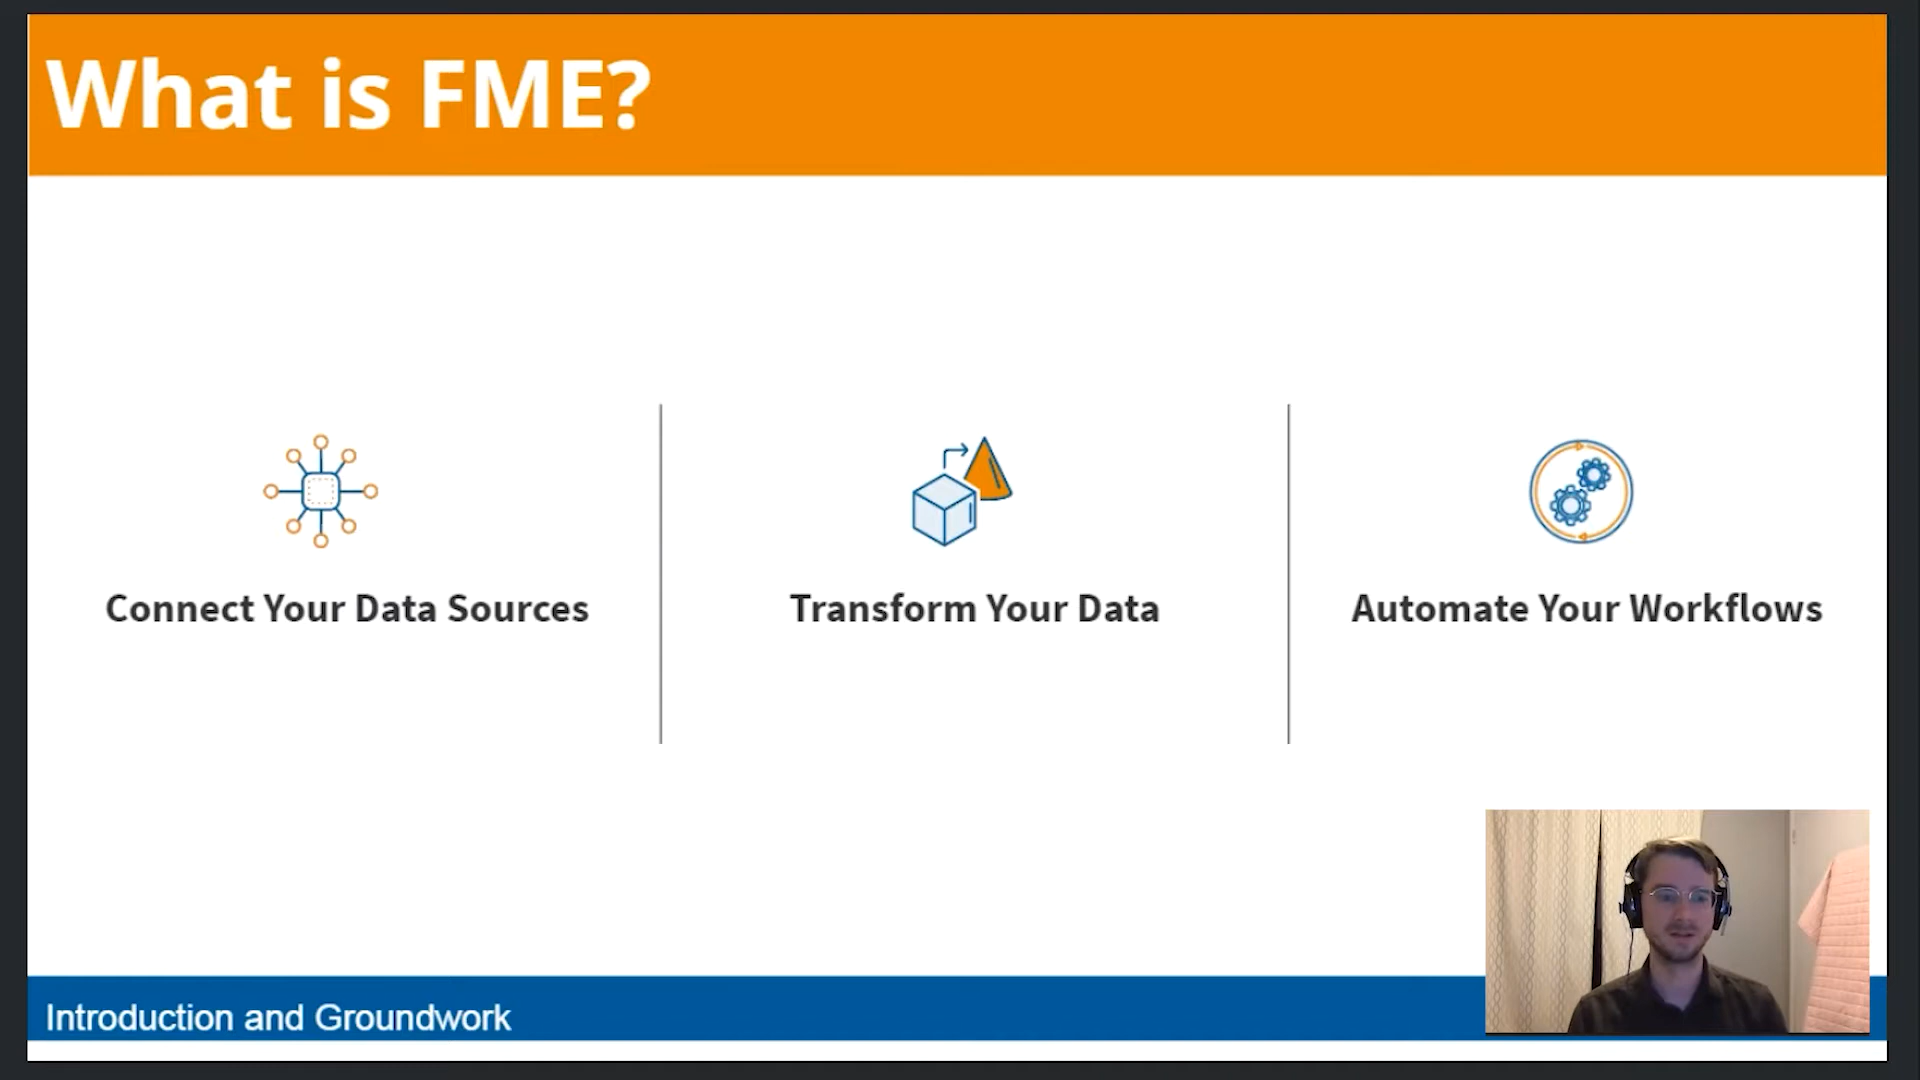 What is FME?
Connect Your Data Sources
Transform Your Data
Automate Your Workflows
Introduction and Groundwork